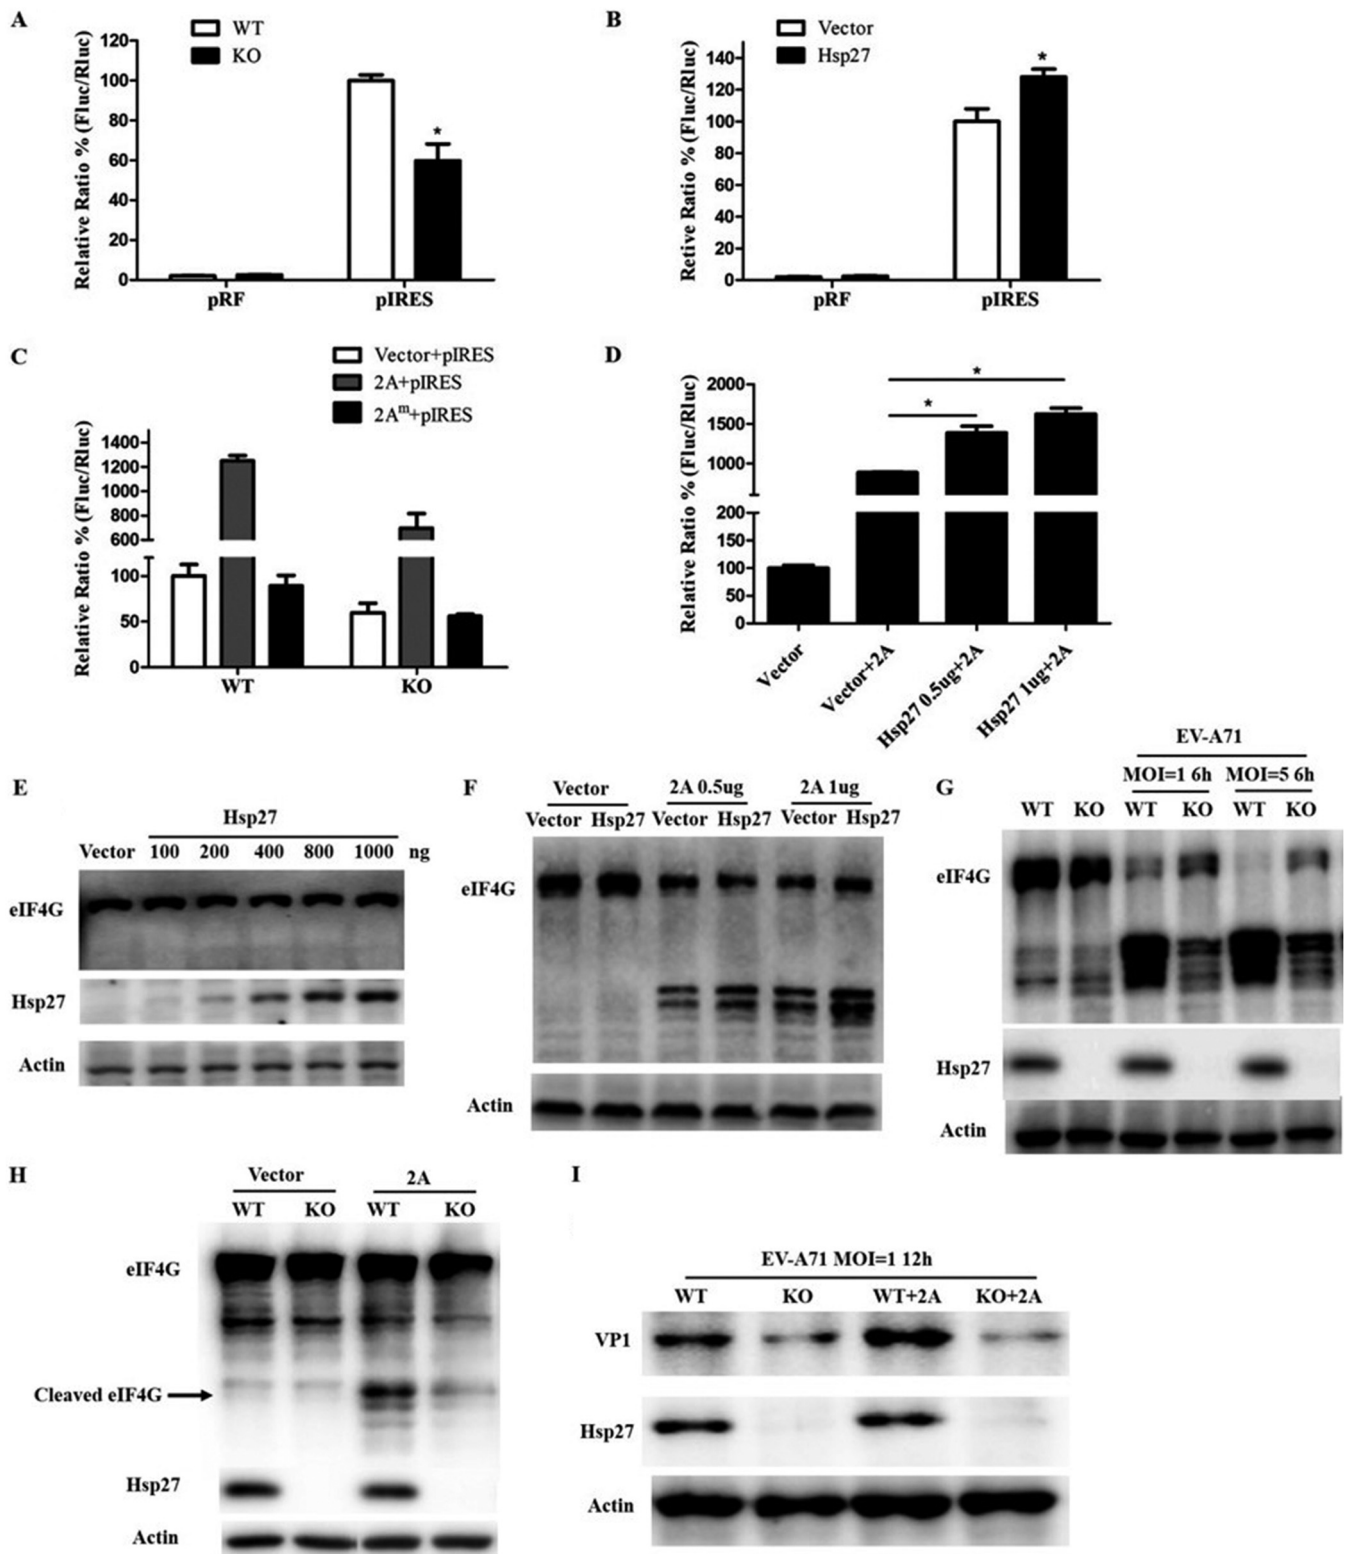 A
WT
KO
Relative Ratio % (Fluc/Rluc)
120
100
80
60
40
20
0
*
pRF
pIRES
B
Vector
Hsp27
Retive Ratio % (Fluc/Rluc)
140
120
100
80
60
40
20
0
*
pRF
pIRES
C
Vector+pIRES
2A+pIRES
2Aᵐ+pIRES
Relative Ratio % (Fluc/Rluc)
1400
1200
1000
800
600
100
50
0
WT
KO
D
Relative Ratio % (Fluc/Rluc)
2000
1500
1000
200
150
100
50
0
*
*
Vector
Vector+2A
Hsp27 0.5ug+2A
Hsp27 1ug+2A
E
Hsp27
Vector 100 200 400 800 1000 ng
eIF4G
Hsp27
Actin
F
Vector 2A 0.5ug 2A 1ug
Vector Hsp27 Vector Hsp27 Vector Hsp27
eIF4G
Actin
G
EV-A71
MOI=1 6h MOI=5 6h
WT KO WT KO WT KO
eIF4G
Hsp27
Actin
H
Vector 2A
WT KO WT KO
eIF4G
Cleaved eIF4G
Hsp27
Actin
I
EV-A71 MOI=1 12h
WT KO WT+2A KO+2A
VP1
Hsp27
Actin